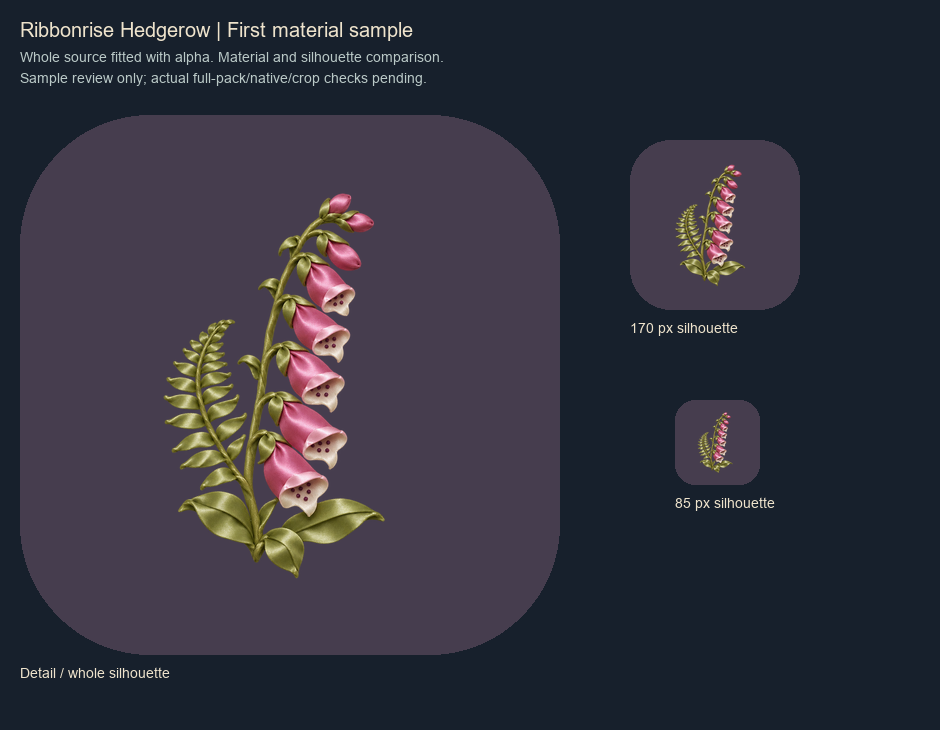 Ribbonrise Hedgerow | First material sample
Whole source fitted with alpha. Material and silhouette comparison.
Sample review only; actual full-pack/native/crop checks pending.
170 px silhouette
85 px silhouette
Detail / whole silhouette